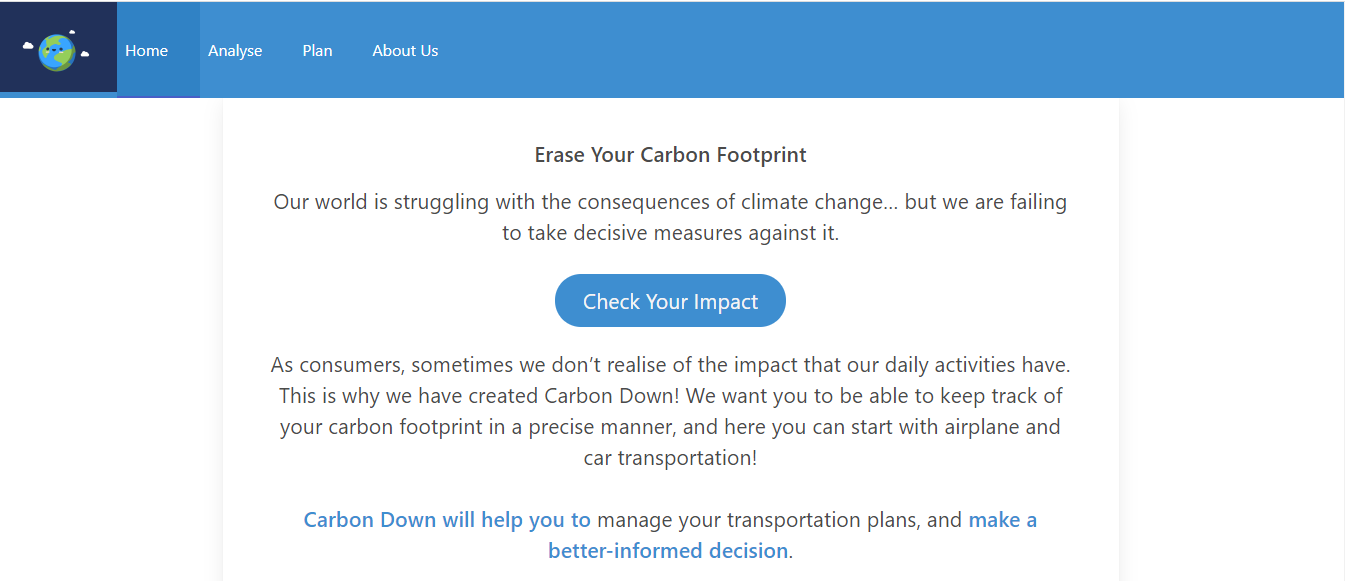 Home Analyse Plan About Us
Erase Your Carbon Footprint
Our world is struggling with the consequences of climate change... but we are failing
to take decisive measures against it.
Check Your Impact
As consumers, sometimes we don’t realise of the impact that our daily activities have.
This is why we have created Carbon Down! We want you to be able to keep track of
your carbon footprint in a precise manner, and here you can start with airplane and
car transportation!
Carbon Down will help you to manage your transportation plans, and make a
better-informed decision.